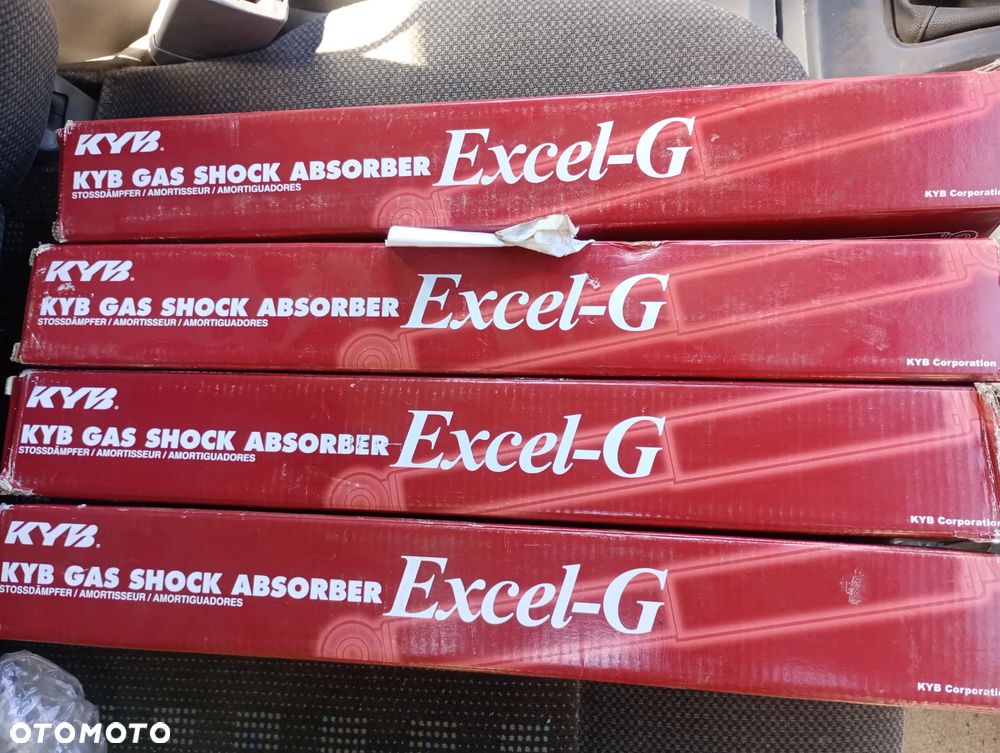 KYB®
KYB GAS SHOCK ABSORBER Excel-G
STOSSDÄMPFER / AMORTISSEUR / AMORTIGUADORES
KYB Corporation
KYB®
KYB GAS SHOCK ABSORBER Excel-G
STOSSDÄMPFER / AMORTISSEUR / AMORTIGUADORES
KYB Corporation
KYB®
KYB GAS SHOCK ABSORBER Excel-G
STOSSDÄMPFER / AMORTISSEUR / AMORTIGUADORES
KYB Corporation
KYB®
KYB GAS SHOCK ABSORBER Excel-G
STOSSDÄMPFER / AMORTISSEUR / AMORTIGUADORES
KYB Corporation
OTOMOTO